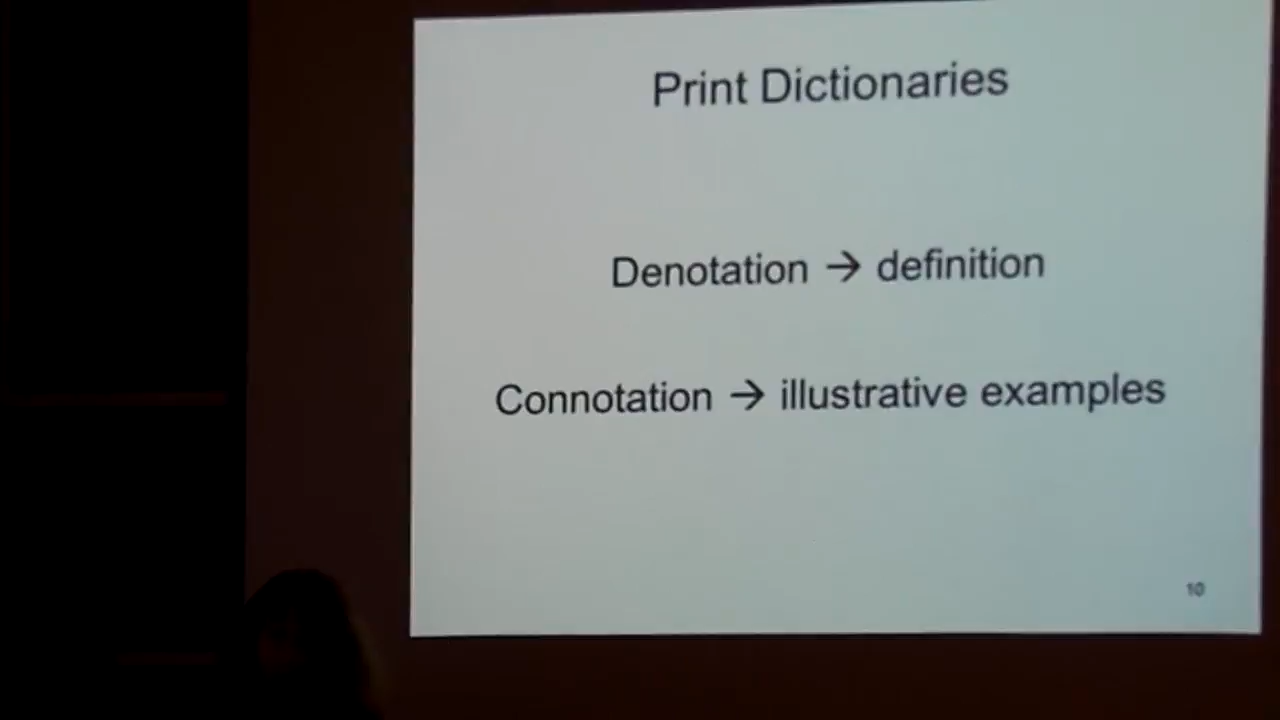 Print Dictionaries
Denotation → definition
Connotation → illustrative examples
10